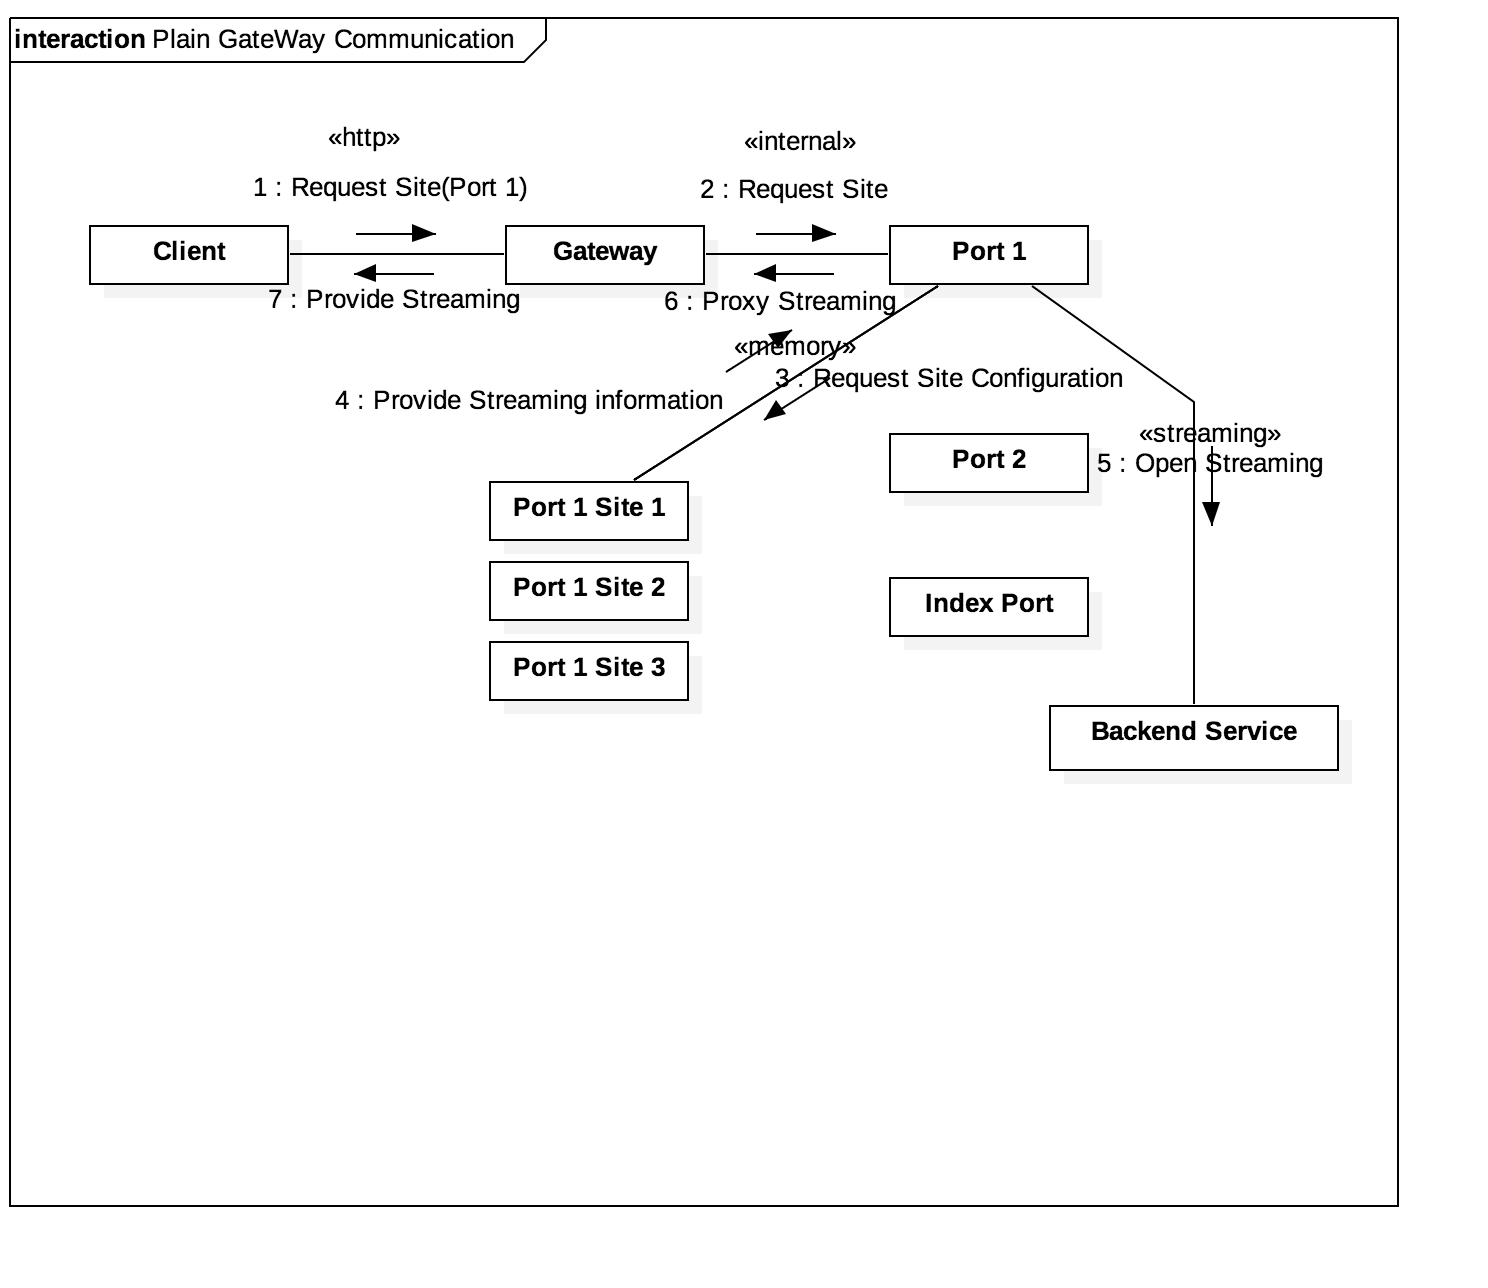 interaction Plain GateWay Communication
«http»
«internal»
1 : Request Site(Port 1)
2 : Request Site
Client
Gateway
Port 1
7 : Provide Streaming
6 : Proxy Streaming
«memory»
3 : Request Site Configuration
4 : Provide Streaming information
«streaming»
5 : Open Streaming
Port 2
Port 1 Site 1
Port 1 Site 2
Index Port
Port 1 Site 3
Backend Service